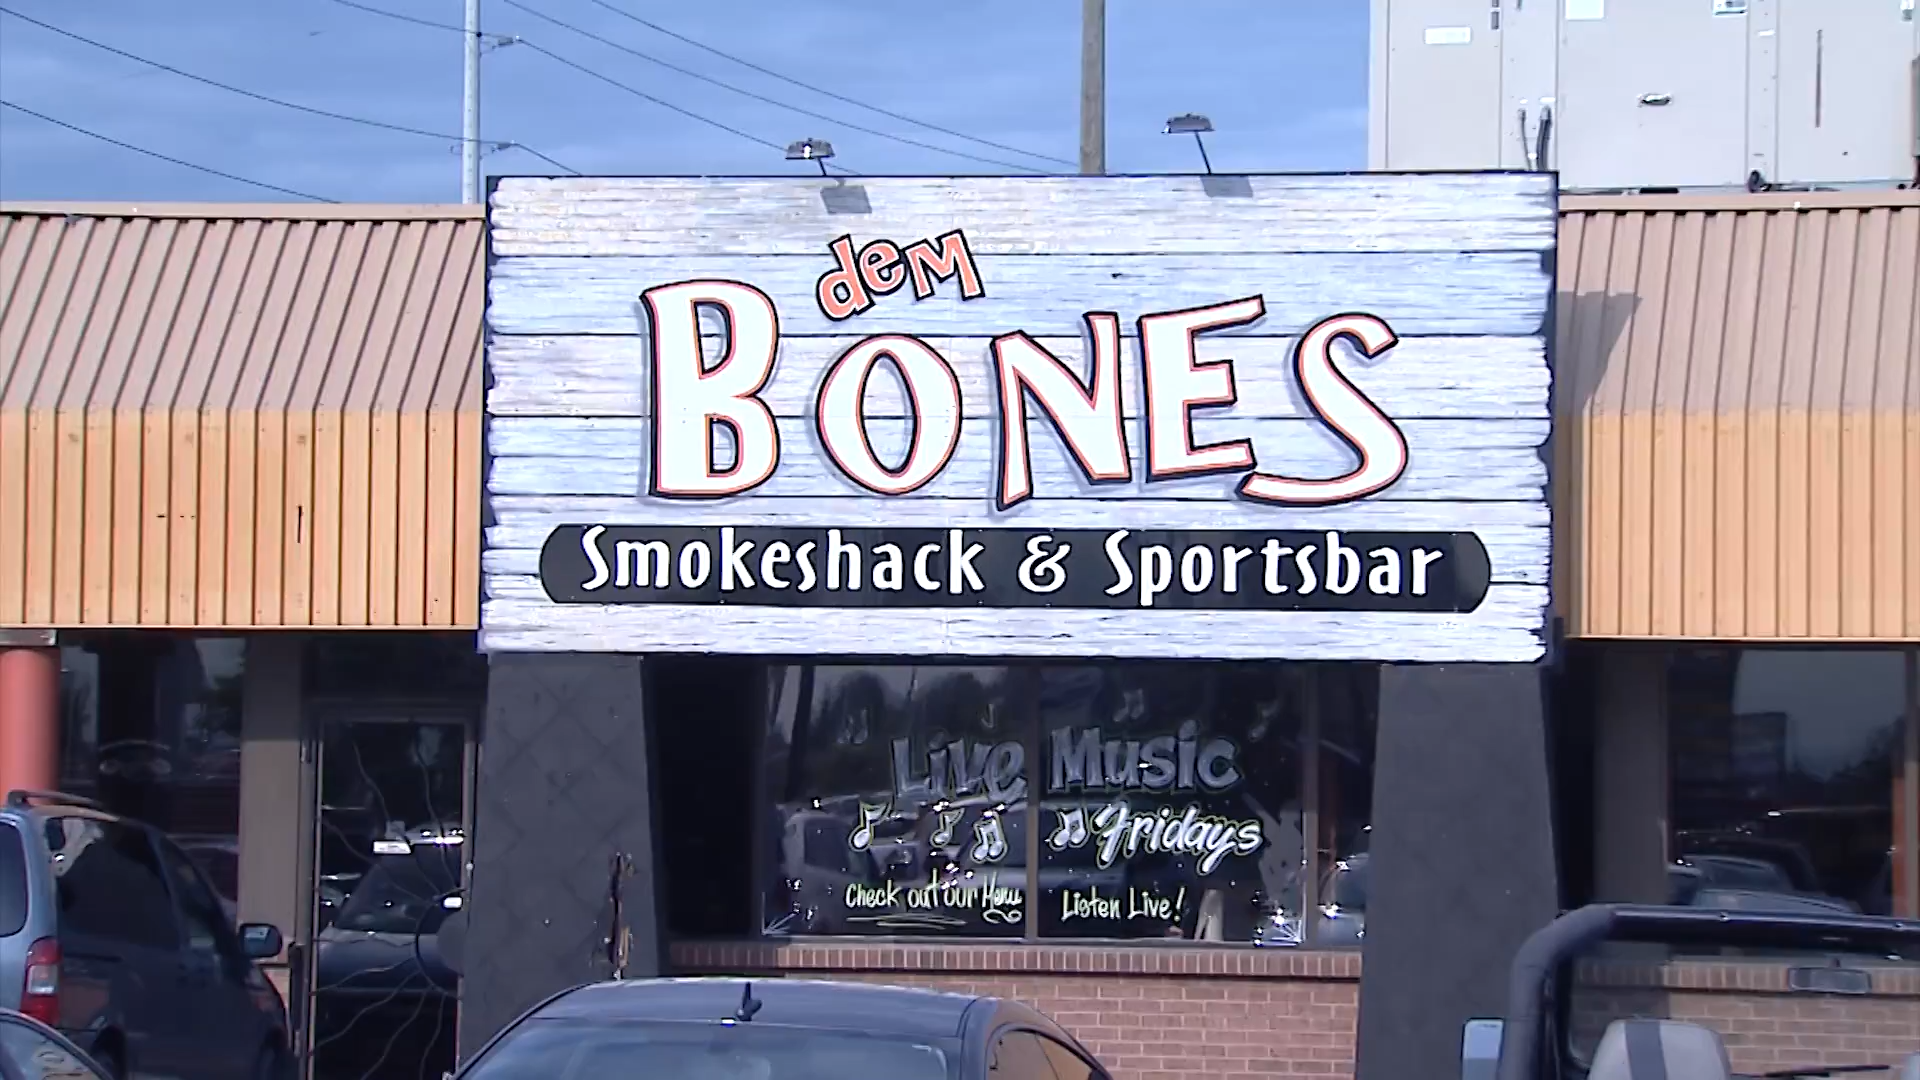 dem
BONES
Smokeshack & Sportsbar
Live Music
Fridays
Check out our Menu
Listen Live!